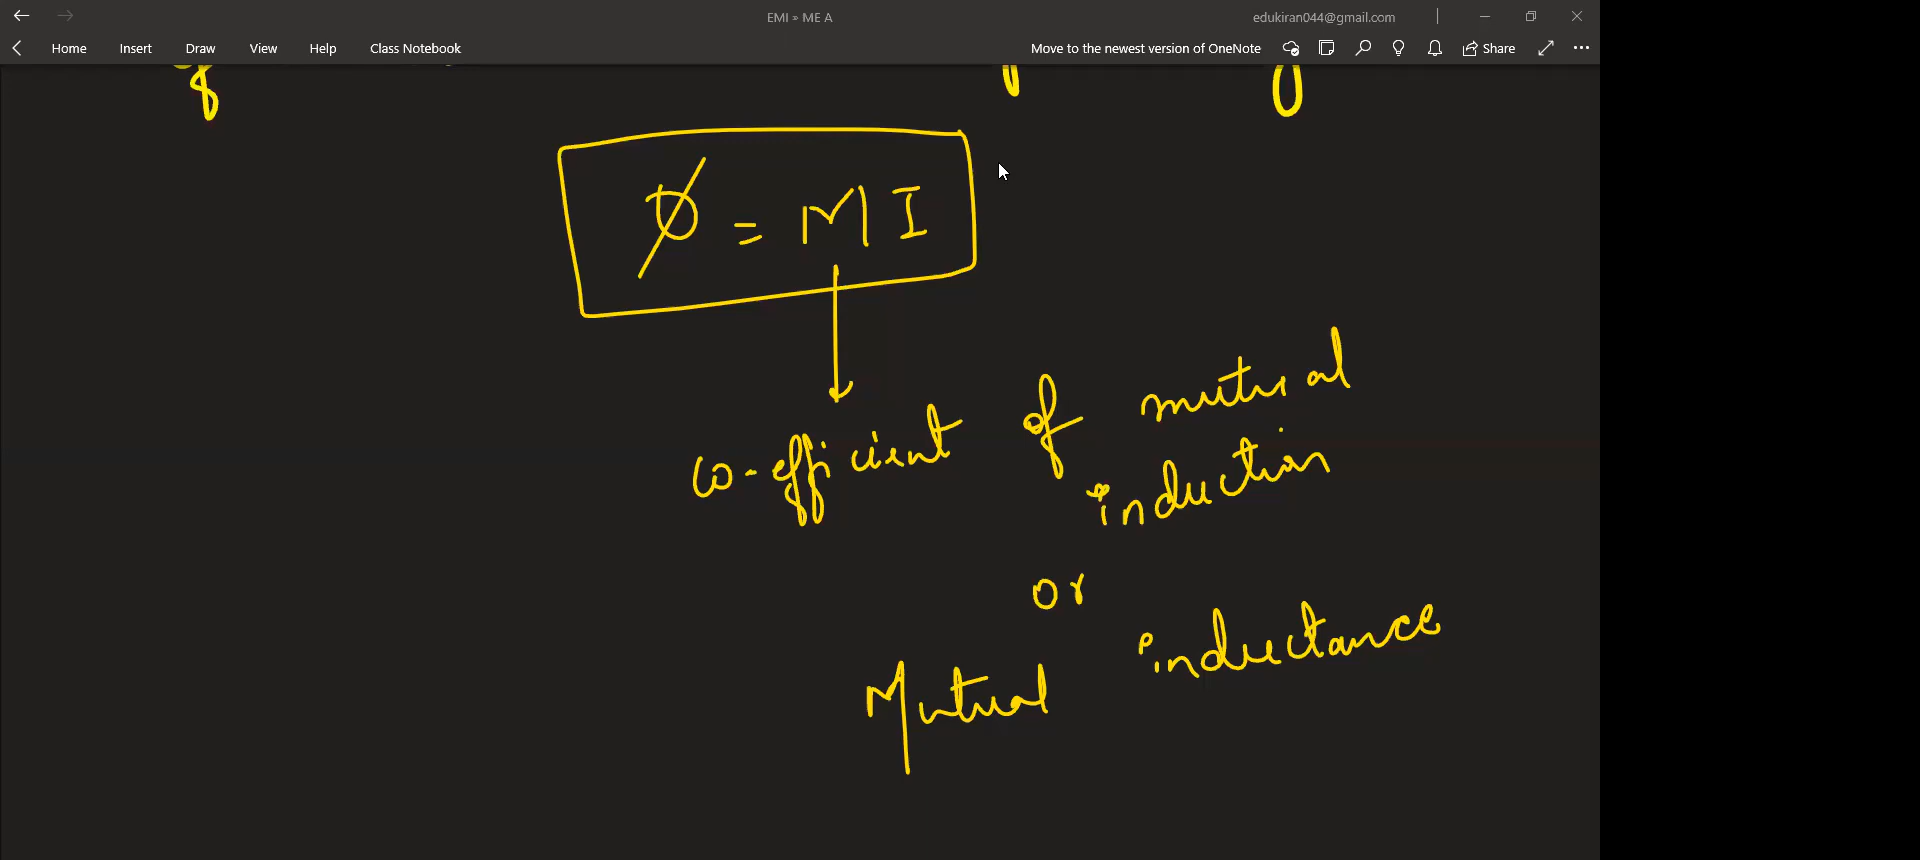 EMI » ME A
edukiran044@gmail.com
Home Insert Draw View Help Class Notebook
Move to the newest version of OneNote
Share
Ø = MI
co-efficient of mutual
induction
or
Mutual inductance